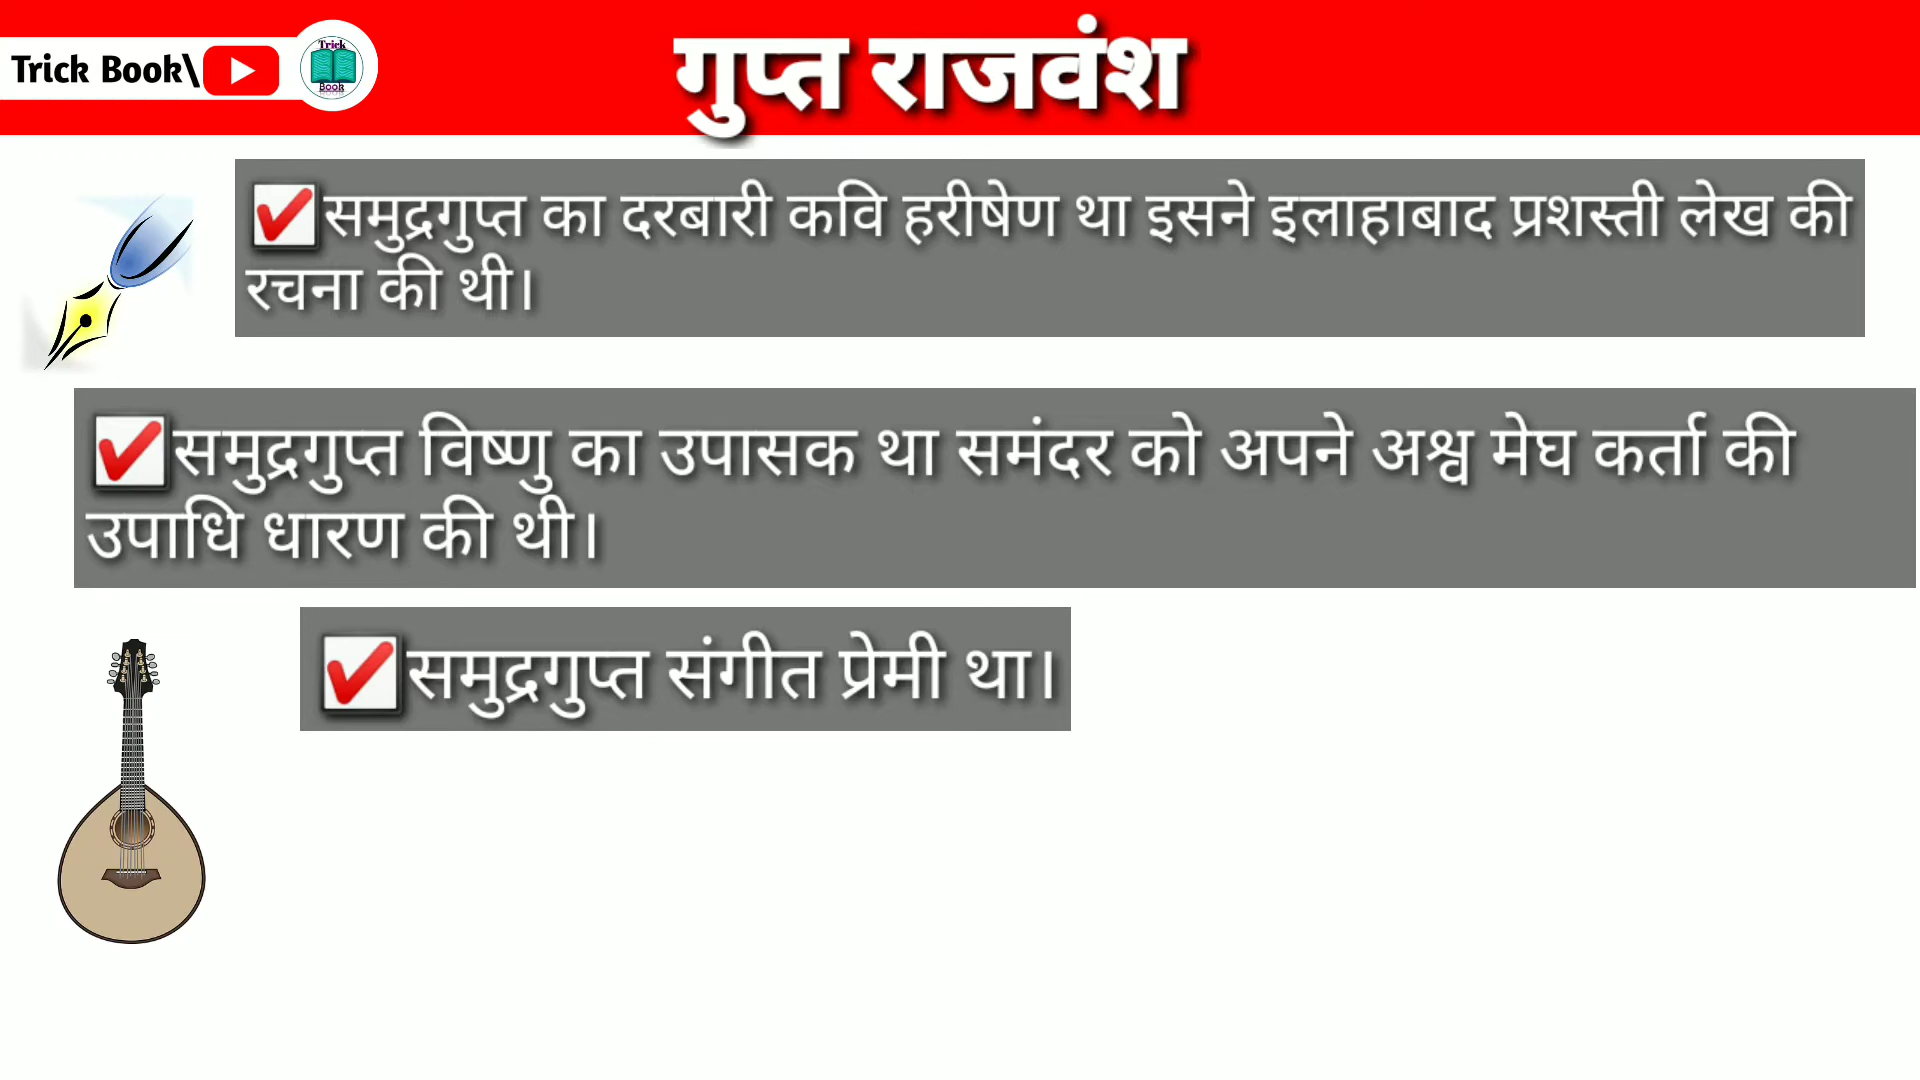 Trick Book\
Trick
Book
गुप्त राजवंश
समुद्रगुप्त का दरबारी कवि हरीषेण था इसने इलाहाबाद प्रशस्ती लेख की
रचना की थी।
समुद्रगुप्त विष्णु का उपासक था समंदर को अपने अश्व मेघ कर्ता की
उपाधि धारण की थी।
समुद्रगुप्त संगीत प्रेमी था।